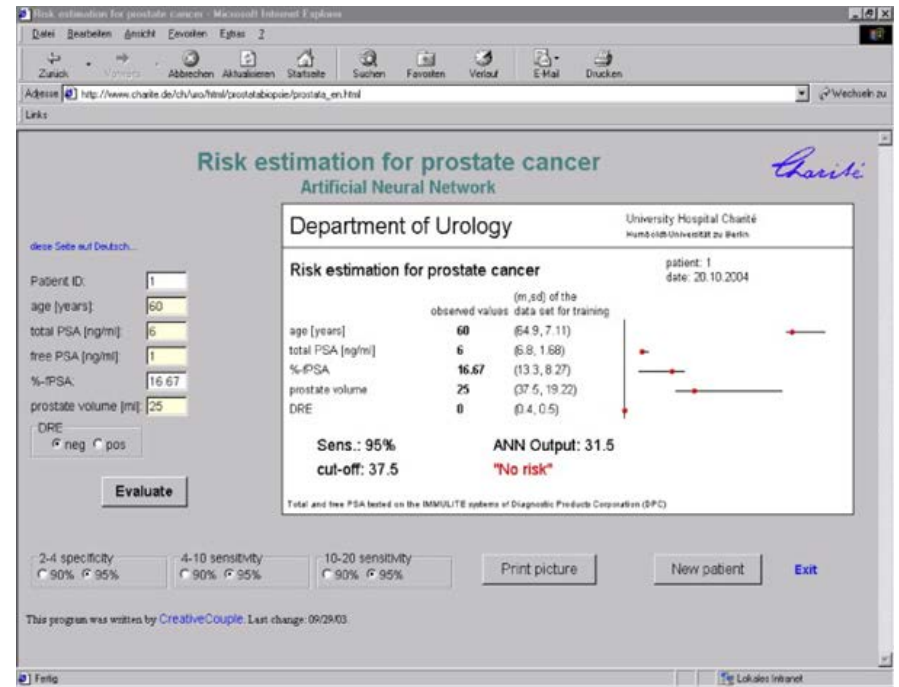 Risk estimation for prostate cancer - Microsoft Internet Explorer
Datei Bearbeiten Ansicht Favoriten Extras ?
Zurück Vorwärts Abbrechen Aktualisieren Startseite Suchen Favoriten Verlauf E-Mail Drucken
Adresse http://www.charite.de/ch/uro/html/prostatabiopsie/prostata_en.html Wechseln zu
Links
Risk estimation for prostate cancer
Artificial Neural Network
Charité
diese Seite auf Deutsch...
Patient ID: 1
age [years]: 60
total PSA [ng/ml]: 6
free PSA [ng/ml]: 1
%-fPSA: 16.67
prostate volume [ml]: 25
DRE
neg pos
Evaluate
Department of Urology
University Hospital Charité
Humboldt-Universität zu Berlin
Risk estimation for prostate cancer
patient: 1
date: 20.10.2004
(m,sd) of the
observed values data set for training
age [years] 60 (64.9, 7.11)
total PSA [ng/ml] 6 (6.8, 1.68)
%-fPSA 16.67 (13.3, 8.27)
prostate volume 25 (37.5, 19.22)
DRE 0 (0.4, 0.5)
Sens.: 95% ANN Output: 31.5
cut-off: 37.5 "No risk"
Total and free PSA tested on the IMMULITE systems of Diagnostic Products Corporation (DPC)
2-4 specificity 4-10 sensitivity 10-20 sensitivity
90% 95% 90% 95% 90% 95%
Print picture New patient Exit
This program was written by CreativeCouple. Last change: 09/29/03.
Fertig Lokales Intranet